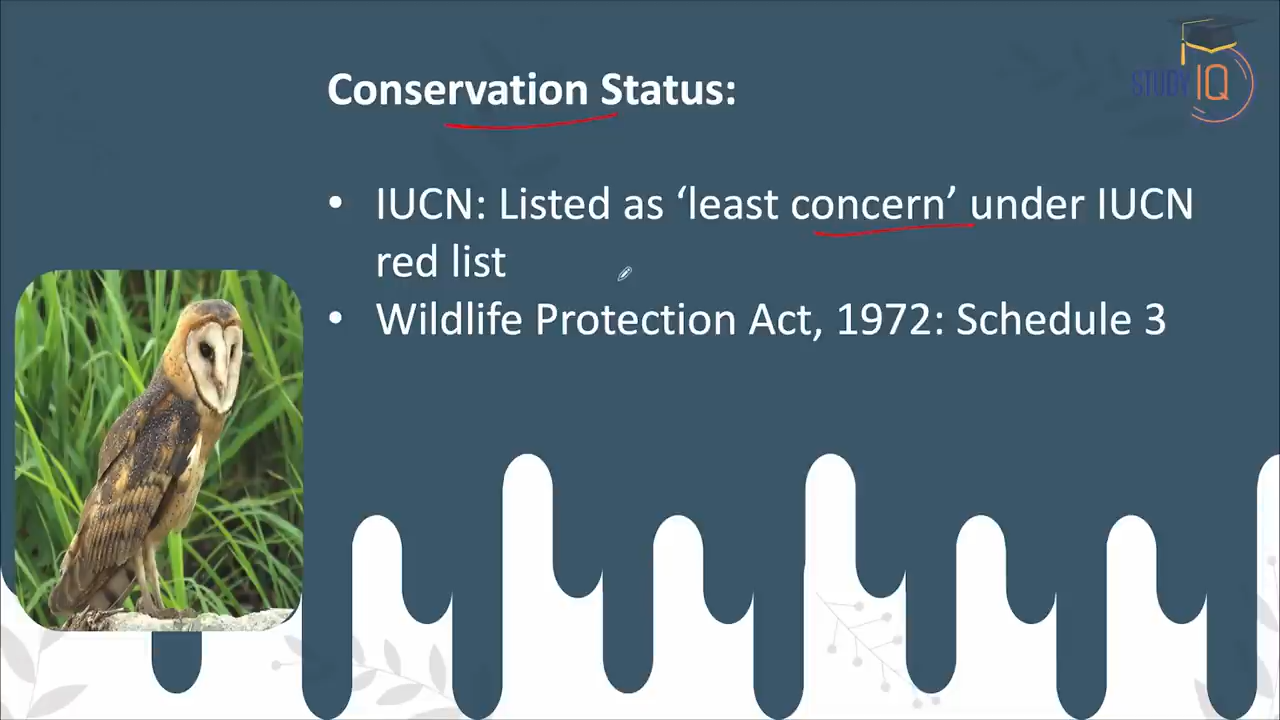 STUDY IQ
Conservation Status:
• IUCN: Listed as ‘least concern’ under IUCN
red list
• Wildlife Protection Act, 1972: Schedule 3